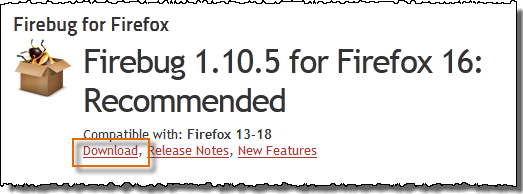 Firebug for Firefox
Firebug 1.10.5 for Firefox 16:
Recommended
Compatible with: Firefox 13-18
Download, Release Notes, New Features